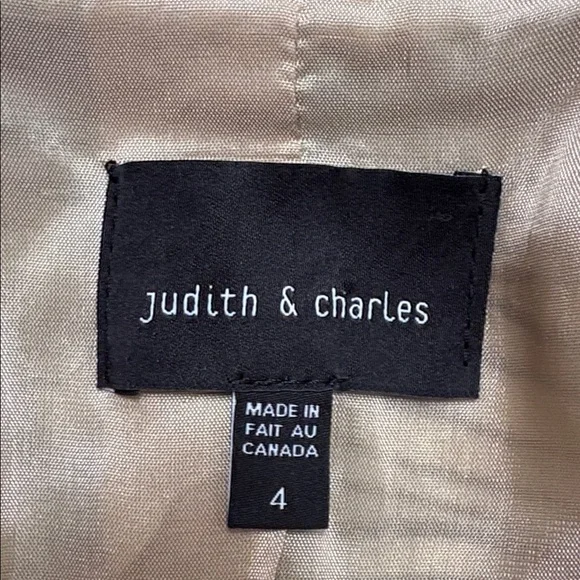 judith & charles
MADE IN
FAIT AU
CANADA
4